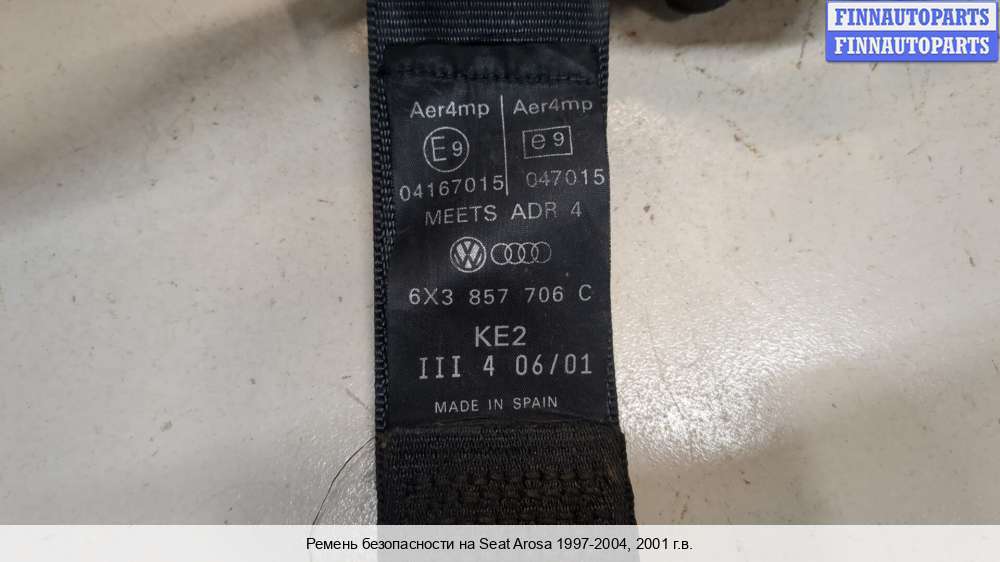 FINNAUTOPARTS
FINNAUTOPARTS
Aer4mp Aer4mp
E9 e9
04167015 047015
MEETS ADR 4
VW
6X3 857 706 C
KE2
III 4 06/01
MADE IN SPAIN
Ремень безопасности на Seat Arosa 1997-2004, 2001 г.в.